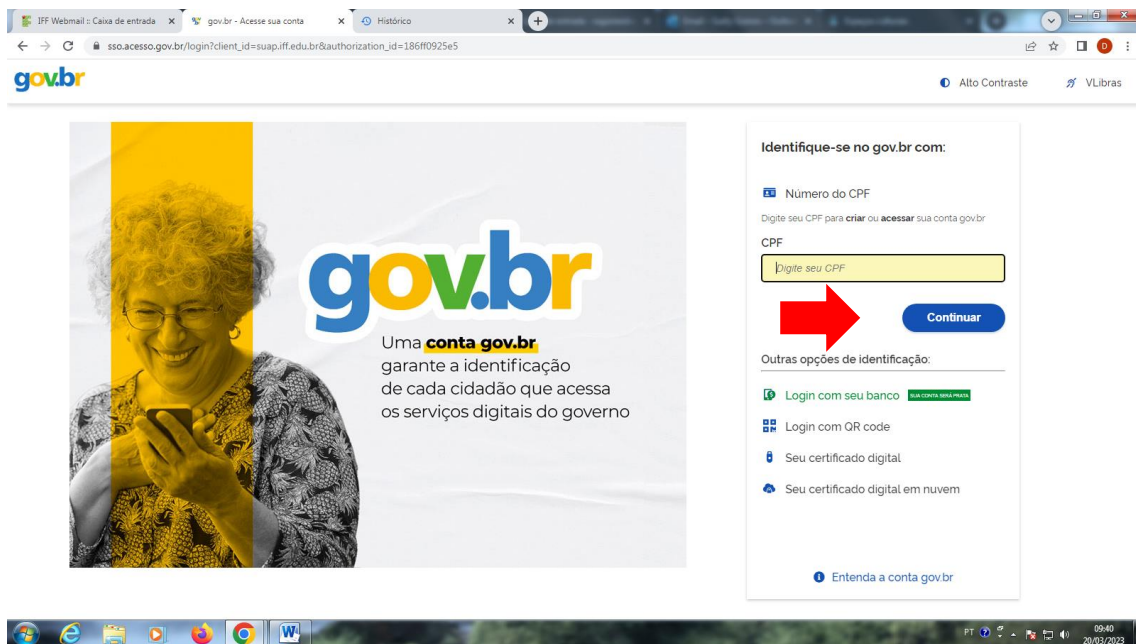 IFF Webmail :: Caixa de entrada
gov.br - Acesse sua conta
Histórico
sso.acesso.gov.br/login?client_id=suap.iff.edu.br&authorization_id=186ff0925e5
D
gov.br
Alto Contraste
VLibras
gov.br
Uma conta gov.br
garante a identificação
de cada cidadão que acessa
os serviços digitais do governo
Identifique-se no gov.br com:
Número do CPF
Digite seu CPF para criar ou acessar sua conta gov.br
CPF
Digite seu CPF
Continuar
Outras opções de identificação:
Login com seu banco SUA CONTA SERÁ PRATA
Login com QR code
Seu certificado digital
Seu certificado digital em nuvem
Entenda a conta gov.br
PT
09:40
20/03/2023